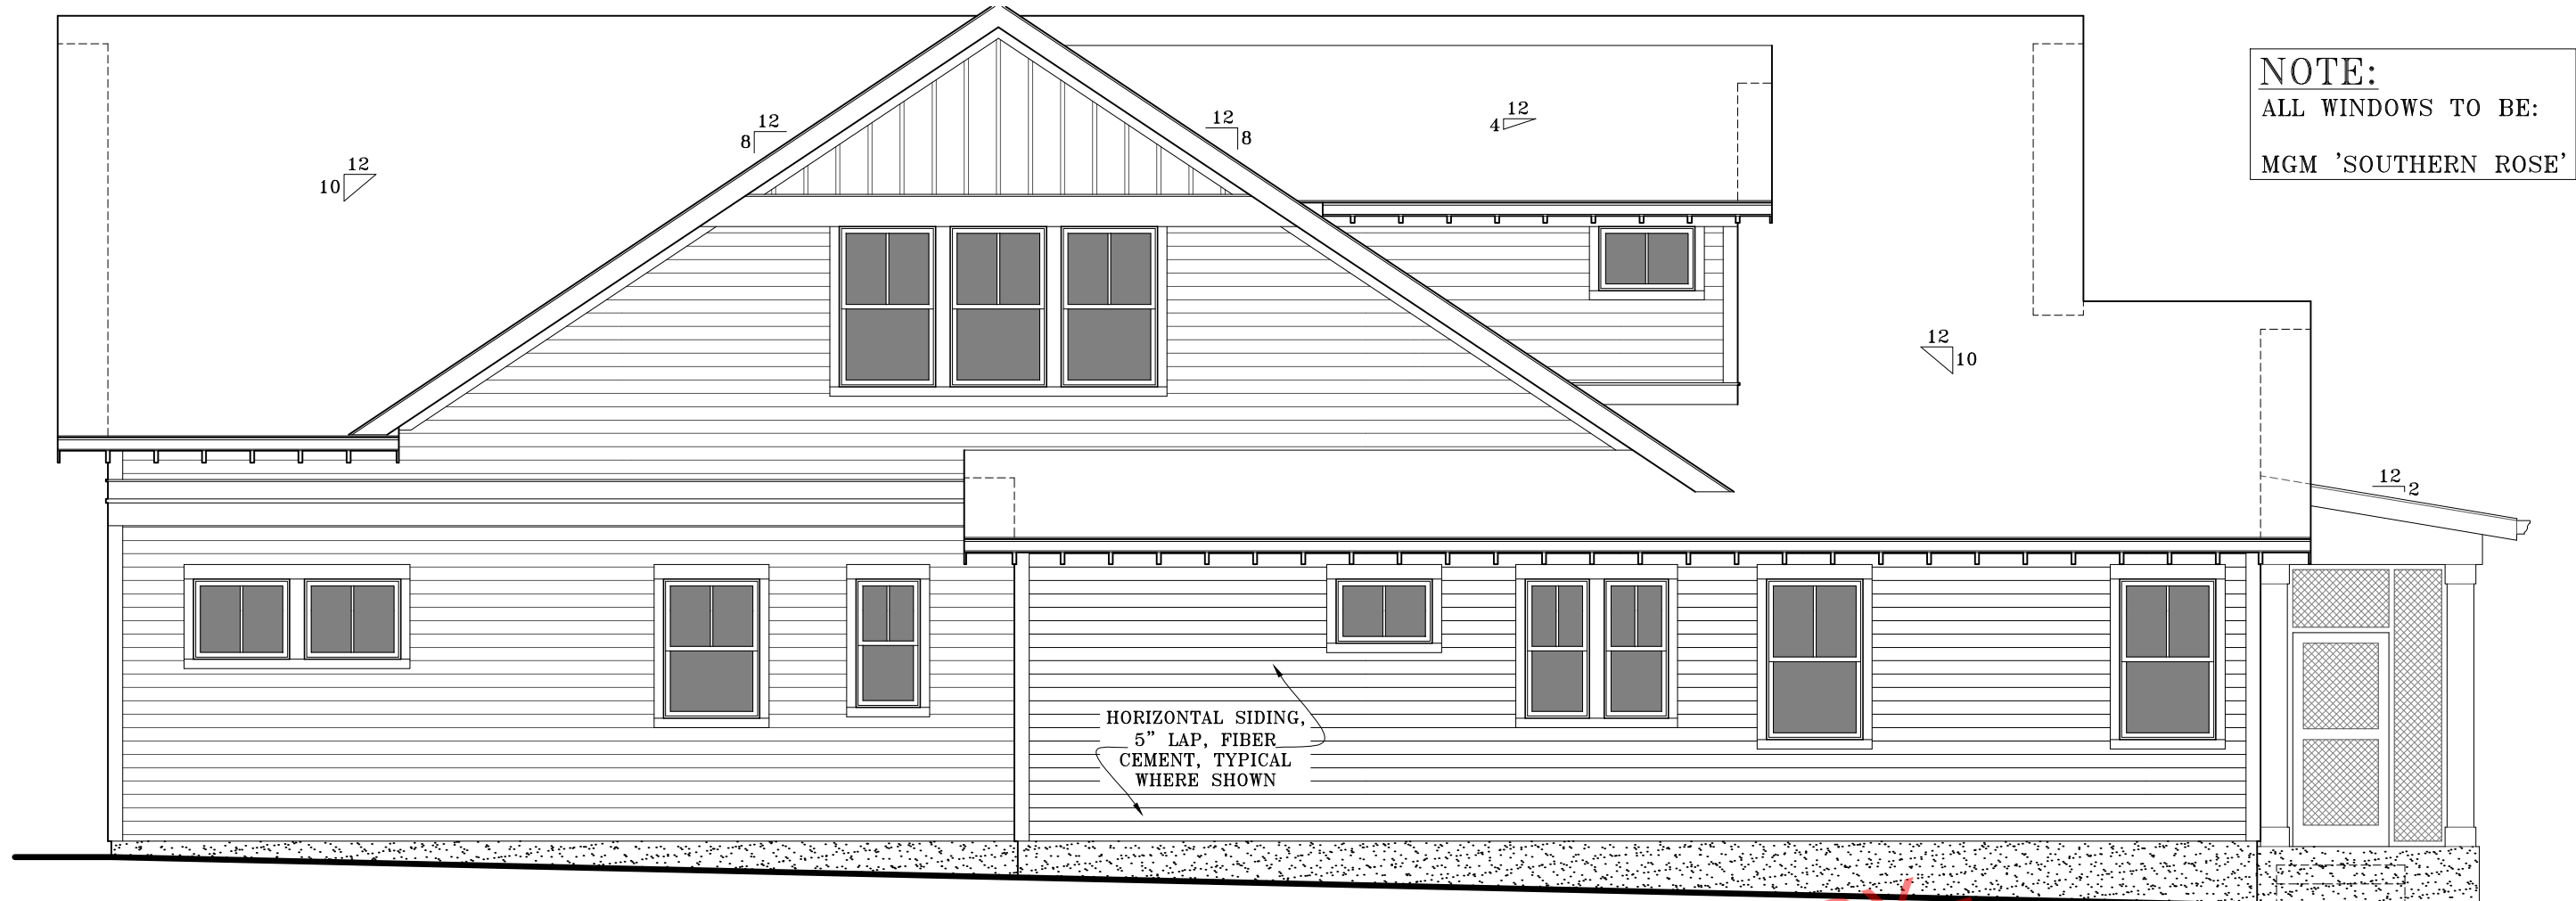 NOTE:
ALL WINDOWS TO BE:
MGM 'SOUTHERN ROSE'
12
8
12
8
12
4
12
10
12
10
12
2
HORIZONTAL SIDING,
5" LAP, FIBER
CEMENT, TYPICAL
WHERE SHOWN